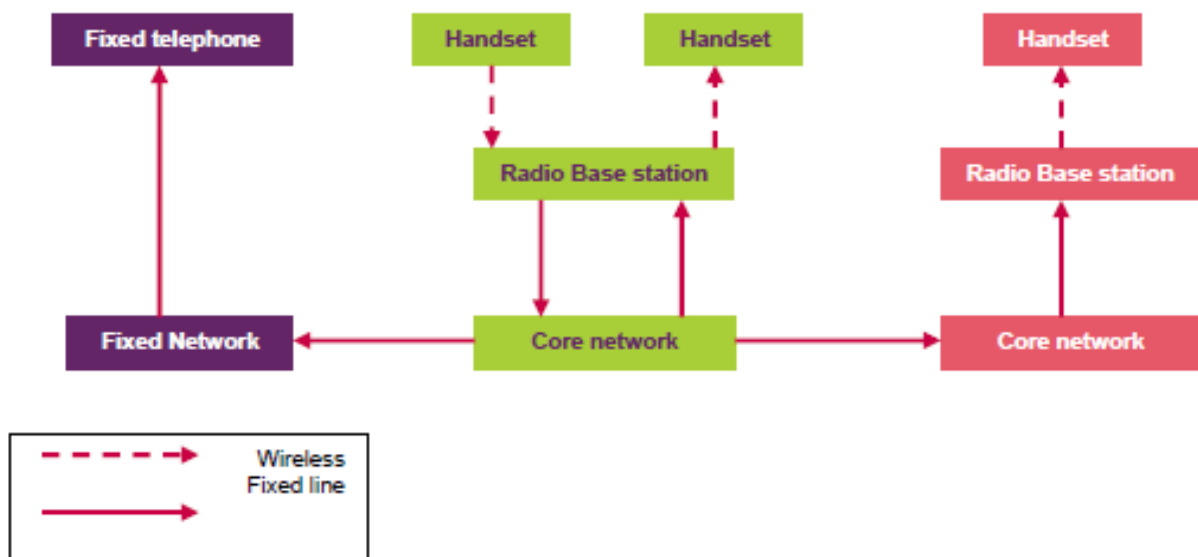 Fixed telephone
Handset
Handset
Handset
Radio Base station
Radio Base station
Fixed Network
Core network
Core network
Wireless
Fixed line